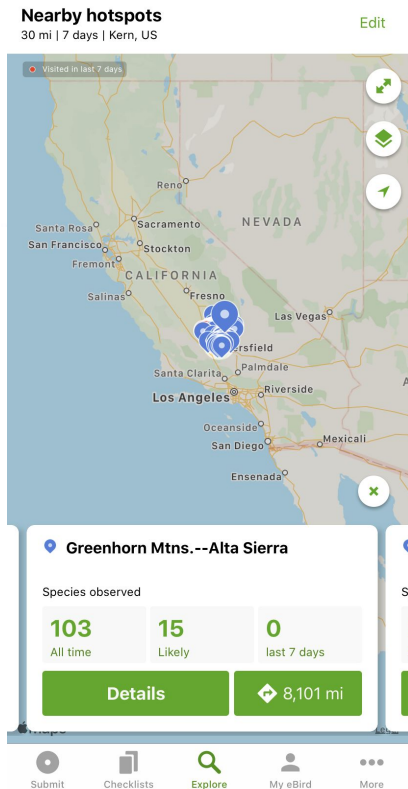 Nearby hotspots
Edit
30 mi | 7 days | Kern, US
Visited in last 7 days
Reno
NEVADA
Santa Rosa
Sacramento
San Francisco
Stockton
Fremont
CALIFORNIA
Salinas
Fresno
Las Vegas
ersfield
Santa Clarita
Palmdale
Los Angeles
Riverside
Oceanside
San Diego
Mexicali
Ensenada
Greenhorn Mtns.--Alta Sierra
Species observed
S
103
15
0
All time
Likely
last 7 days
Details
8,101 mi
Maps
Submit
Checklists
Explore
My eBird
More